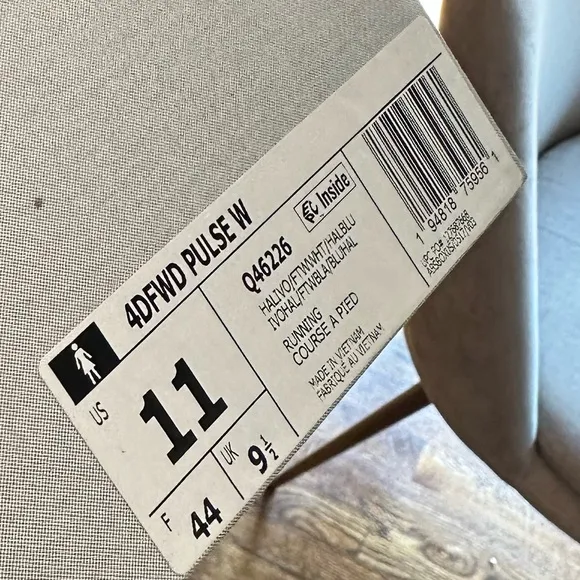 4DFWD PULSE W
US
11
F
44
UK
9 1/2
Q46226
Inside
HALIVO/FTWWHT/HALBLU
IVOHAL/FTWBLA/BLUHAL
RUNNING
COURSE A PIED
MADE IN VIETNAM
FABRIQUÉ AU VIETNAM
1 94818 75956 1